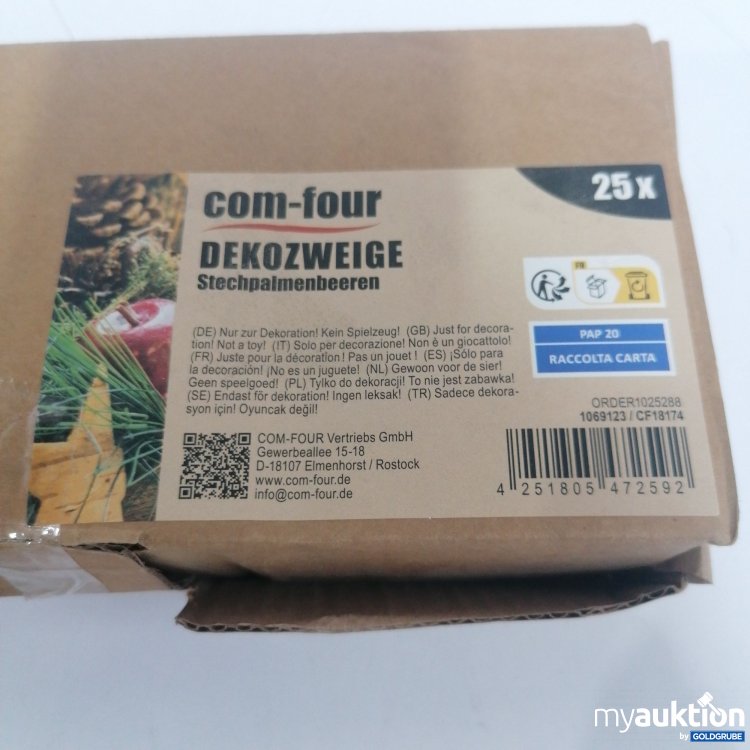 com-four
25 x
DEKOZWEIGE
Stechpalmenbeeren
FR
(DE) Nur zur Dekoration! Kein Spielzeug! (GB) Just for decora-
tion! Not a toy! (IT) Solo per decorazione! Non è un giocattolo!
(FR) Juste pour la décoration ! Pas un jouet ! (ES) ¡Sólo para
la decoración! ¡No es un juguete! (NL) Gewoon voor de sier!
Geen speelgoed! (PL) Tylko do dekoracji! To nie jest zabawka!
(SE) Endast för dekoration! Ingen leksak! (TR) Sadece dekora-
syon için! Oyuncak değil!
PAP 20
RACCOLTA CARTA
COM-FOUR Vertriebs GmbH
Gewerbeallee 15-18
D-18107 Elmenhorst / Rostock
www.com-four.de
info@com-four.de
ORDER1025288
1069123 / CF18174
4 251805 472592
myauktion
by GOLDGRUBE